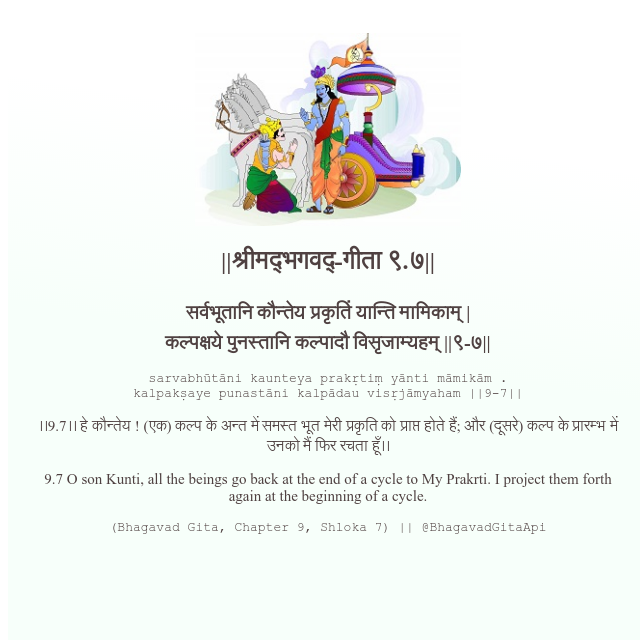 ||श्रीमद्‍भगवद्‍-गीता ९.७||
सर्वभूतानि कौन्तेय प्रकृतिं यान्ति मामिकाम् |
कल्पक्षये पुनस्तानि कल्पादौ विसृजाम्यहम् ||९-७||
sarvabhūtāni kaunteya prakṛtiṃ yānti māmikām .
kalpakṣaye punastāni kalpādau visṛjāmyaham ||9-7||
।।9.7।। हे कौन्तेय ! (एक) कल्प के अन्त में समस्त भूत मेरी प्रकृति को प्राप्त होते हैं; और (दूसरे) कल्प के प्रारम्भ में
उनको मैं फिर रचता हूँ।।
9.7 O son Kunti, all the beings go back at the end of a cycle to My Prakrti. I project them forth
again at the beginning of a cycle.
(Bhagavad Gita, Chapter 9, Shloka 7) || @BhagavadGitaApi